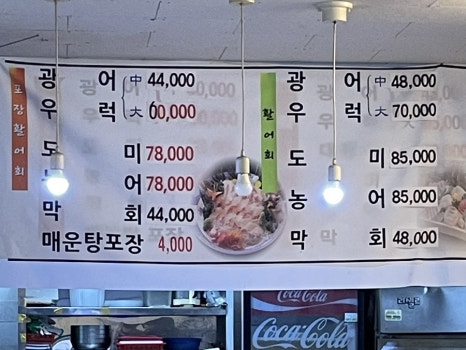 포장활어회
광어 中 44,000
우럭 大 60,000
도미 78,000
어 78,000
막회 44,000
매운탕포장 4,000
활어회
광어 中 48,000
우럭 大 70,000
도미 85,000
농어 85,000
막회 48,000
Coca-Cola
Coca-Cola